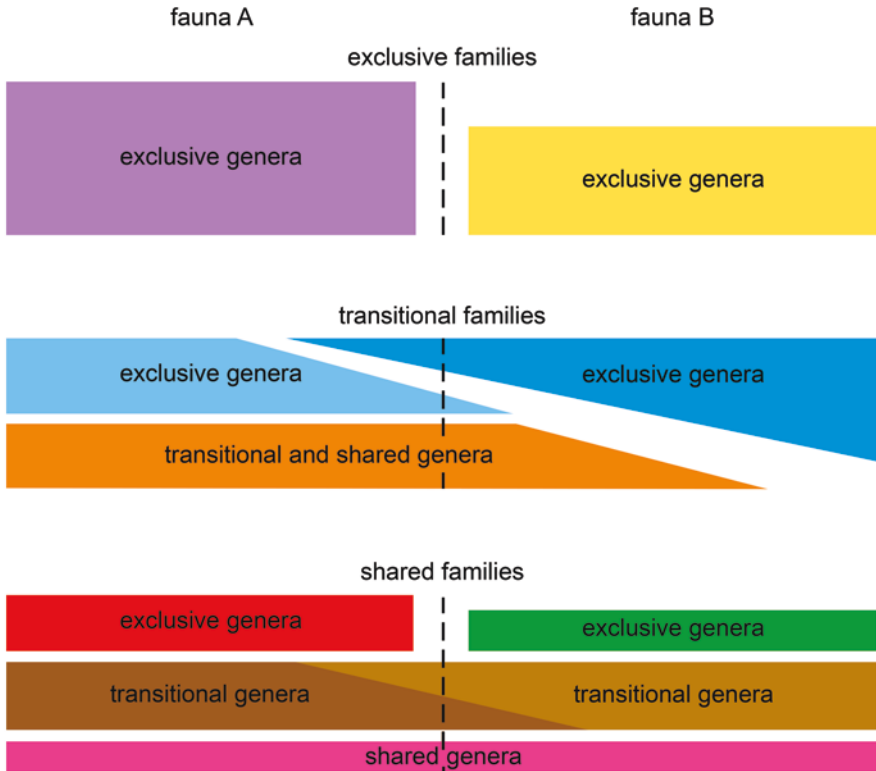 fauna A
fauna B
exclusive families
exclusive genera
exclusive genera
transitional families
exclusive genera
exclusive genera
transitional and shared genera
shared families
exclusive genera
exclusive genera
transitional genera
transitional genera
shared genera